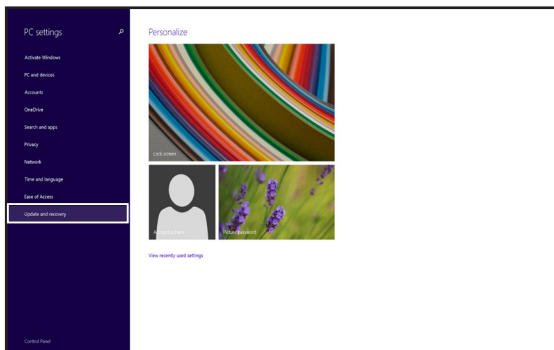 PC settings
Activate Windows
PC and devices
Accounts
OneDrive
Search and apps
Privacy
Network
Time and language
Ease of Access
Update and recovery
Control Panel
Personalize
Lock screen
Account picture
Picture password
View recently used settings